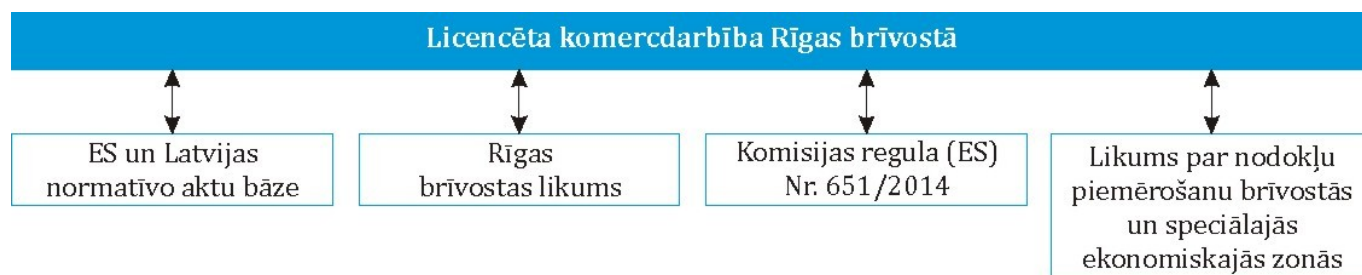 Licencēta komercdarbība Rīgas brīvostā
ES un Latvijas
normatīvo aktu bāze
Rīgas
brīvostas likums
Komisijas regula (ES)
Nr. 651/2014
Likums par nodokļu
piemērošanu brīvostās
un speciālajās
ekonomiskajās zonās